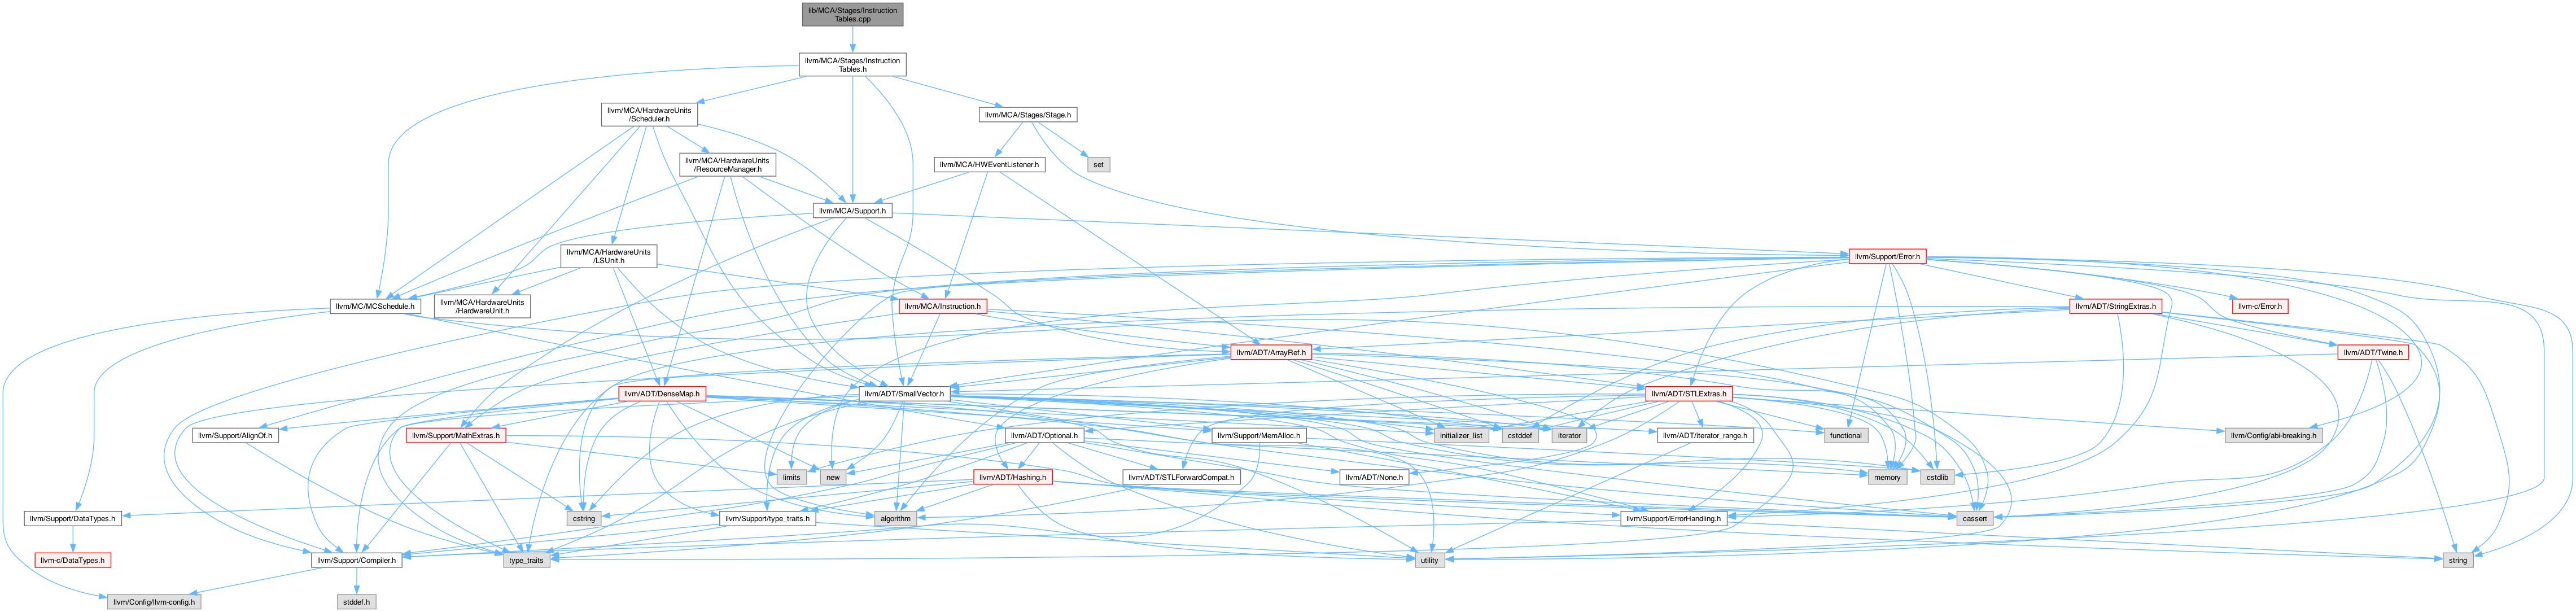 lib/MCA/Stages/Instruction
Tables.cpp
llvm/MCA/Stages/Instruction
Tables.h
llvm/MCA/HardwareUnits
/Scheduler.h
llvm/MCA/Stages/Stage.h
llvm/MCA/HardwareUnits
/ResourceManager.h
llvm/MCA/HWEventListener.h
set
llvm/MCA/Support.h
llvm/MCA/HardwareUnits
/LSUnit.h
llvm/Support/Error.h
llvm/MC/MCSchedule.h
llvm/MCA/HardwareUnits
/HardwareUnit.h
llvm/MCA/Instruction.h
llvm/ADT/StringExtras.h
llvm-c/Error.h
llvm/ADT/ArrayRef.h
llvm/ADT/Twine.h
llvm/ADT/DenseMap.h
llvm/ADT/SmallVector.h
llvm/ADT/STLExtras.h
llvm/Support/AlignOf.h
llvm/Support/MathExtras.h
llvm/ADT/Optional.h
llvm/Support/MemAlloc.h
initializer_list
cstddef
iterator
llvm/ADT/iterator_range.h
functional
llvm/Config/abi-breaking.h
limits
new
llvm/ADT/Hashing.h
llvm/ADT/STLForwardCompat.h
llvm/ADT/None.h
memory
cstdlib
llvm/Support/DataTypes.h
cstring
llvm/Support/type_traits.h
algorithm
llvm/Support/ErrorHandling.h
cassert
llvm-c/DataTypes.h
llvm/Support/Compiler.h
type_traits
utility
string
llvm/Config/llvm-config.h
stddef.h